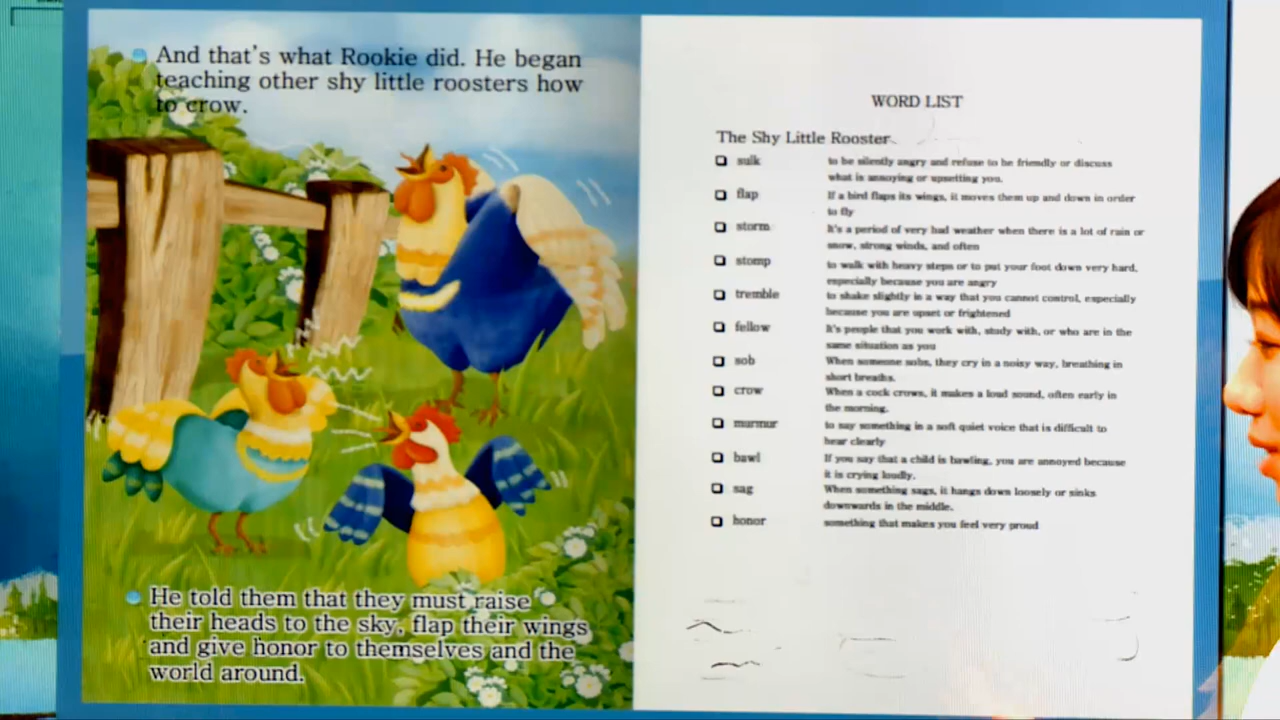 And that's what Rookie did. He began
teaching other shy little roosters how
to crow.
He told them that they must raise
their heads to the sky, flap their wings
and give honor to themselves and the
world around.
WORD LIST
The Shy Little Rooster
sulk to be silently angry and refuse to be friendly or discuss
what is annoying or upsetting you.
flap If a bird flaps its wings, it moves them up and down in order
to fly
storm It's a period of very bad weather when there is a lot of rain or
snow, strong winds, and often
stomp to walk with heavy steps or to put your foot down very hard,
especially because you are angry
tremble to shake slightly in a way that you cannot control, especially
because you are upset or frightened
fellow It's people that you work with, study with, or who are in the
same situation as you
sob When someone sobs, they cry in a noisy way, breathing in
short breaths.
crow When a cock crows, it makes a loud sound, often early in
the morning.
murmur to say something in a soft quiet voice that is difficult to
hear clearly
bawl If you say that a child is bawling, you are annoyed because
it is crying loudly.
sag When something sags, it hangs down loosely or sinks
downwards in the middle.
honor something that makes you feel very proud